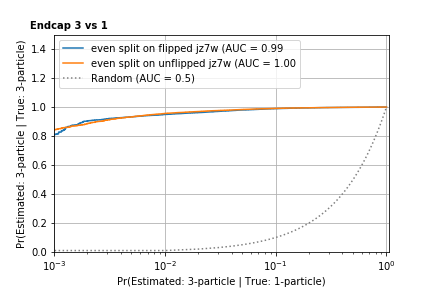 Endcap 3 vs 1
even split on flipped jz7w (AUC = 0.99
even split on unflipped jz7w (AUC = 1.00
Random (AUC = 0.5)
Pr(Estimated: 3-particle | True: 3-particle)
1.4
1.2
1.0
0.8
0.6
0.4
0.2
0.0
10⁻³
10⁻²
10⁻¹
10⁰
Pr(Estimated: 3-particle | True: 1-particle)